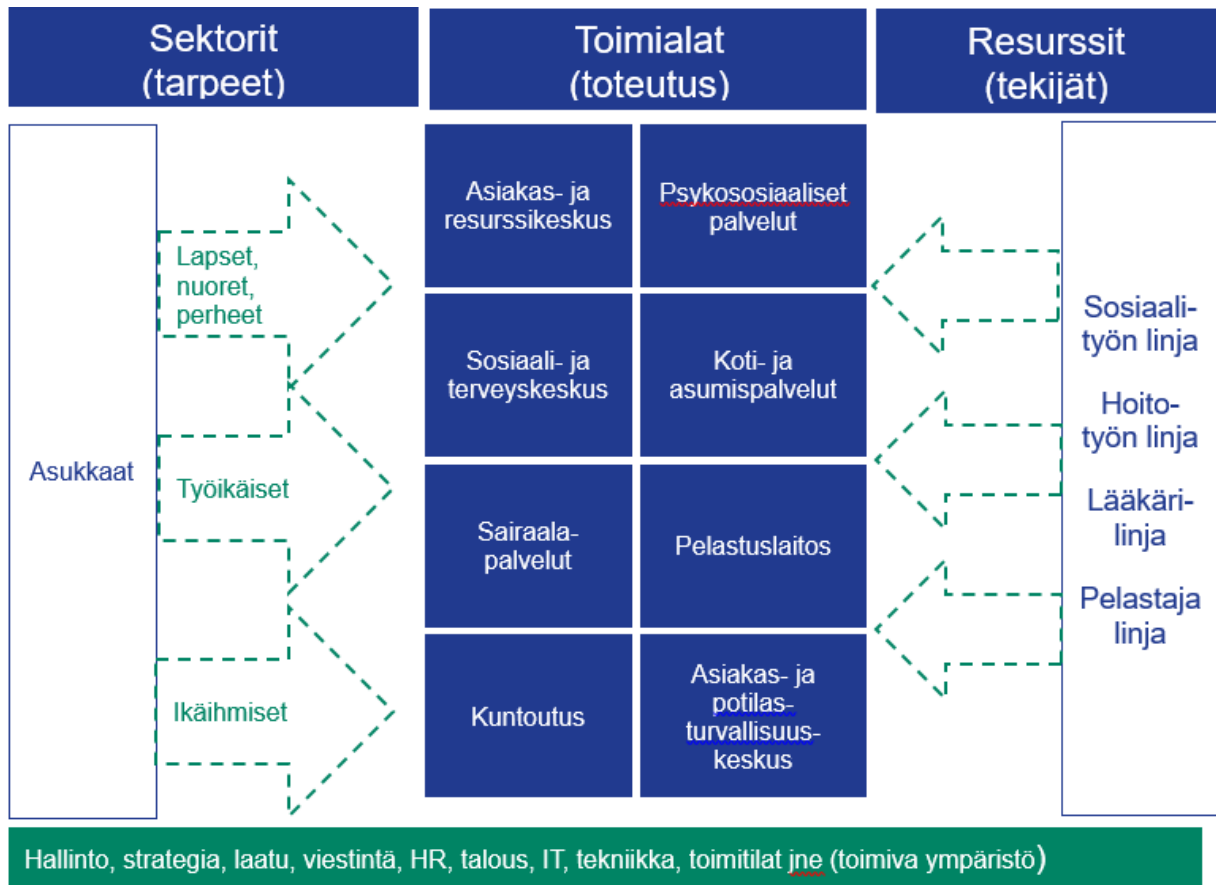 Sektorit
(tarpeet)
Toimialat
(toteutus)
Resurssit
(tekijät)
Asukkaat
Lapset,
nuoret,
perheet
Työikäiset
Ikäihmiset
Asiakas- ja
resurssikeskus
Psykososiaaliset
palvelut
Sosiaali- ja
terveyskeskus
Koti- ja
asumispalvelut
Sairaala-
palvelut
Pelastuslaitos
Kuntoutus
Asiakas- ja
potilas-
turvallisuus-
keskus
Sosiaali-
työn linja
Hoito-
työn linja
Lääkäri-
linja
Pelastaja
linja
Hallinto, strategia, laatu, viestintä, HR, talous, IT, tekniikka, toimitilat jne (toimiva ympäristö)